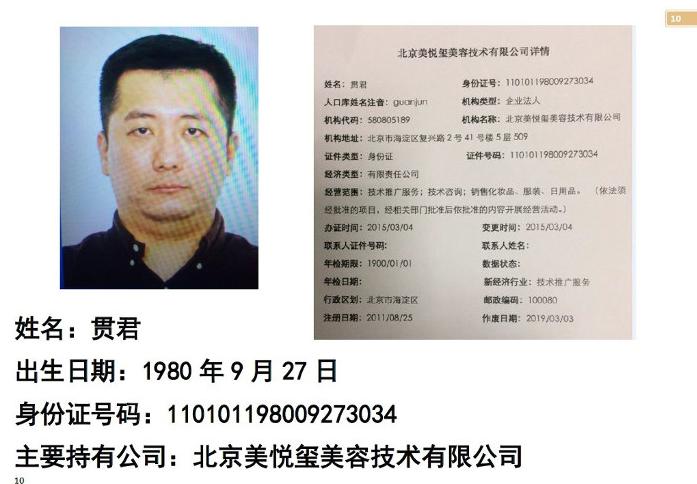 10
北京美悦玺美容技术有限公司详情
姓名：贯君 身份证号：110101198009273034
人口库姓名注音：guanjun 机构类型：企业法人
机构代码：580805189 机构名称：北京美悦玺美容技术有限公司
机构地址：北京市海淀区复兴路2号41号楼5层509
证件类型：身份证 证件号码：110101198009273034
经济类型：有限责任公司
经营范围：技术推广服务；技术咨询；销售化妆品、服装、日用品。（依法须
经批准的项目，经相关部门批准后依批准的内容开展经营活动。）
办证时间：2015/03/04 变更时间：2015/03/04
联系人证件号码： 联系人姓名：
年检期限：1900/01/01 数据状态：
年检日期： 新经济行业：技术推广服务
行政区划：北京市海淀区 邮政编码：100080
注册日期：2011/08/25 作废日期：2019/03/03
姓名：贯君
出生日期：1980 年 9 月 27 日
身份证号码：110101198009273034
主要持有公司：北京美悦玺美容技术有限公司
10